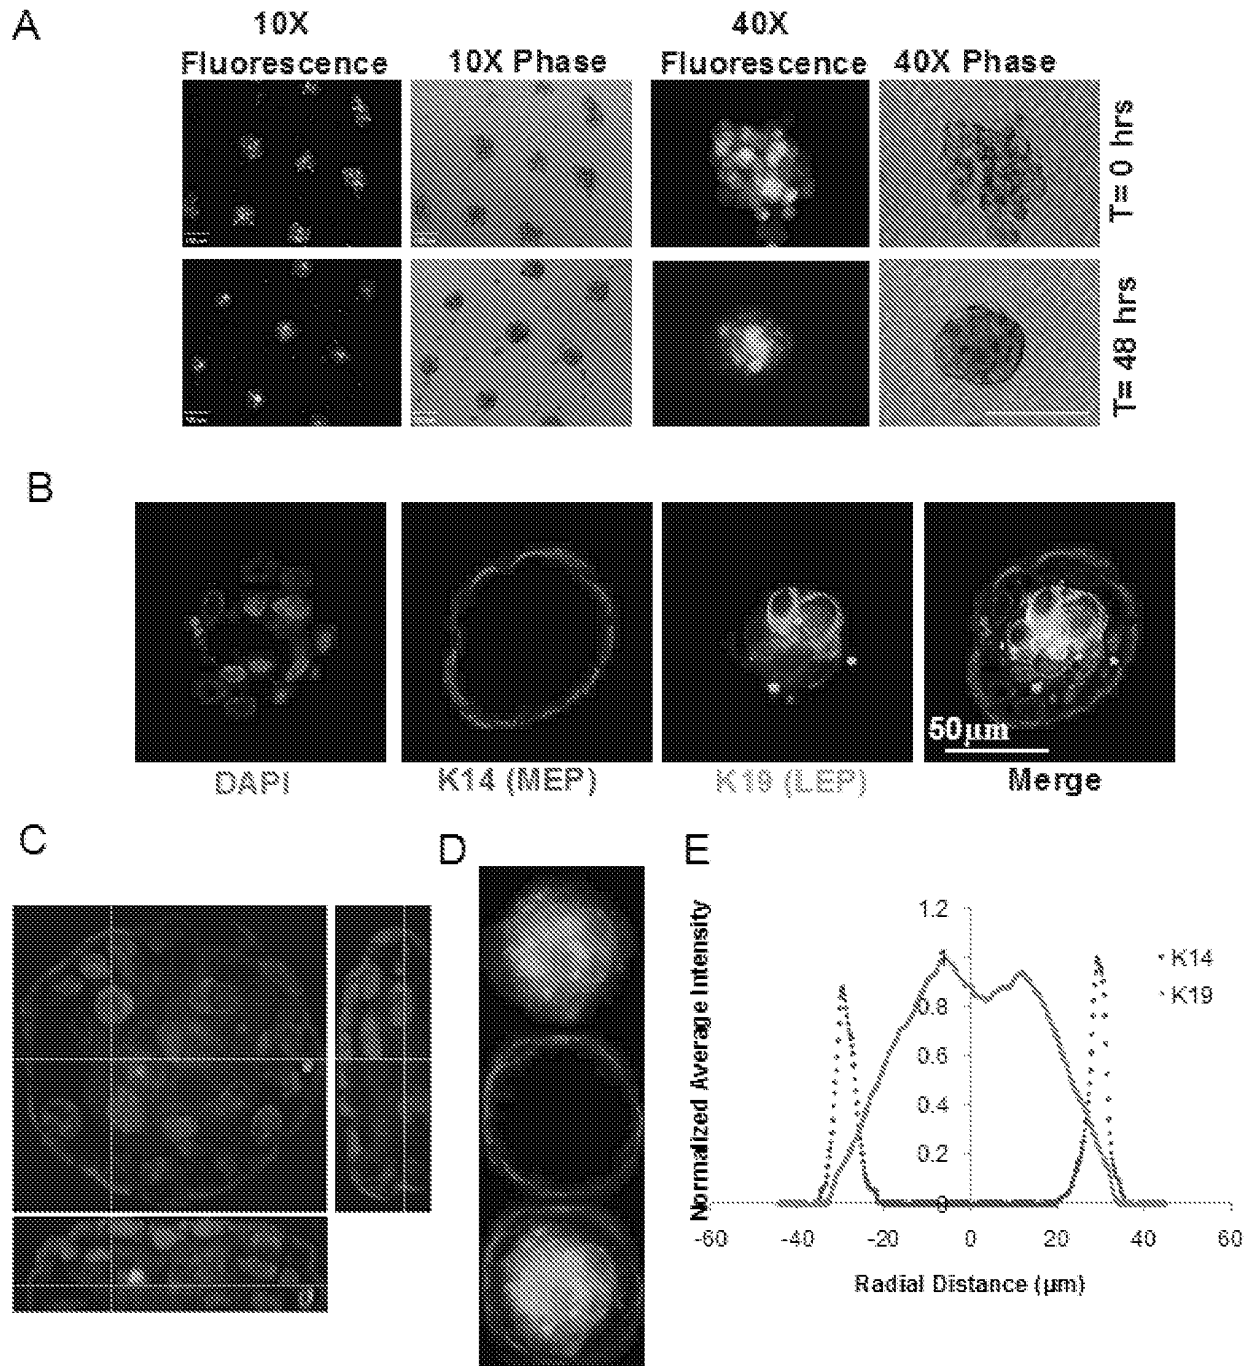 A
10X
Fluorescence
10X Phase
40X
Fluorescence
40X Phase
T= 0 hrs
T= 48 hrs
B
50µm
DAPI
K14 (MEP)
K19 (LEP)
Merge
C
D
E
Normalized Average Intensity
1.2
1
0.8
0.6
0.4
0.2
0
K14
K19
-60
-40
-20
0
20
40
60
Radial Distance (µm)